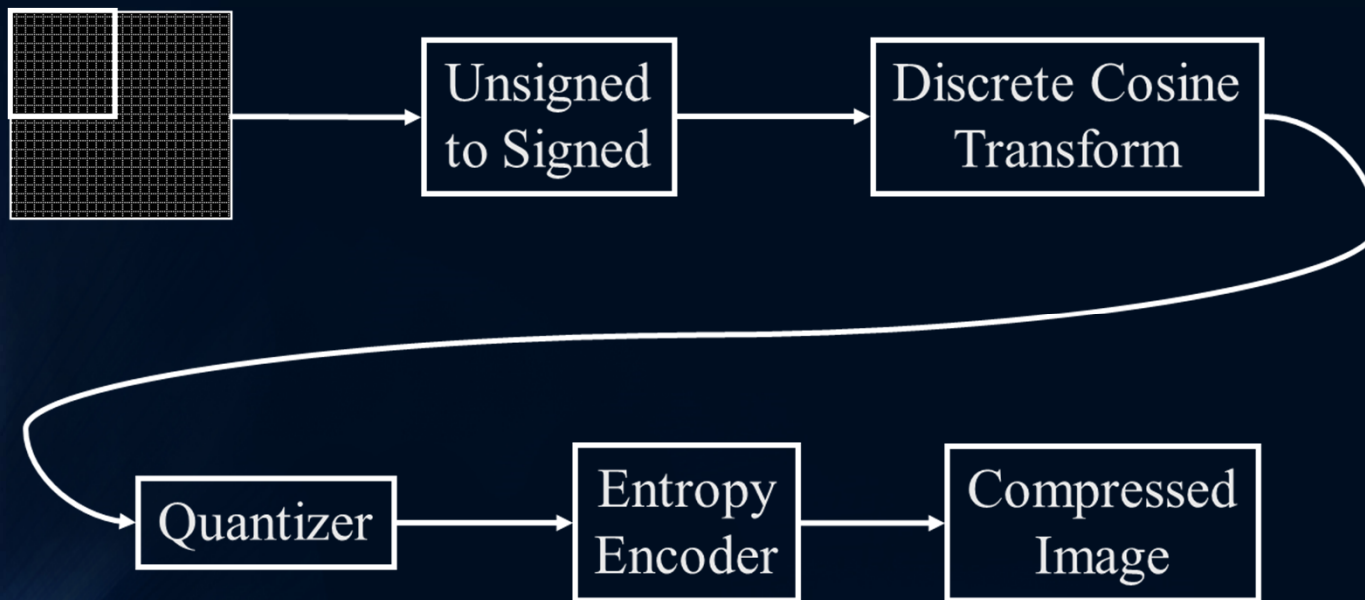 Unsigned
to Signed
Discrete Cosine
Transform
Quantizer
Entropy
Encoder
Compressed
Image